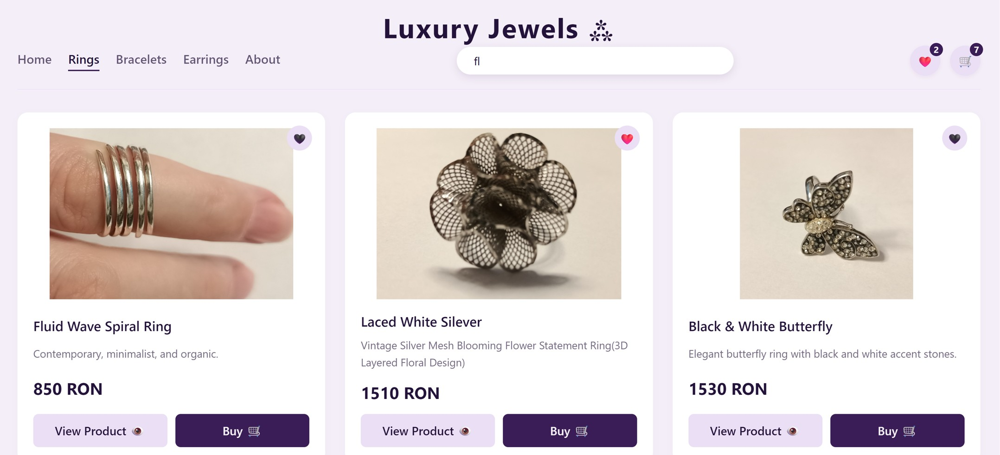 Luxury Jewels
Home Rings Bracelets Earrings About
fl
2
7
Fluid Wave Spiral Ring
Contemporary, minimalist, and organic.
850 RON
View Product
Buy
Laced White Silever
Vintage Silver Mesh Blooming Flower Statement Ring(3D
Layered Floral Design)
1510 RON
View Product
Buy
Black & White Butterfly
Elegant butterfly ring with black and white accent stones.
1530 RON
View Product
Buy